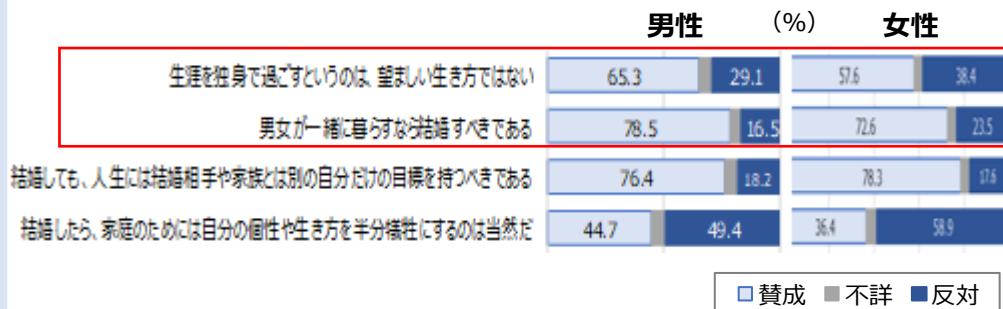 男性 （%） 女性
生涯を独身で過ごすというのは、望ましい生き方ではない 65.3 29.1 57.6 38.4
男女が一緒に暮らすなら結婚すべきである 78.5 16.5 72.6 23.5
結婚しても、人生には結婚相手や家族とは別の自分だけの目標を持つべきである 76.4 18.2 78.3 17.6
結婚したら、家庭のためには自分の個性や生き方を半分犠牲にするのは当然だ 44.7 49.4 36.4 58.9
賛成 不詳 反対